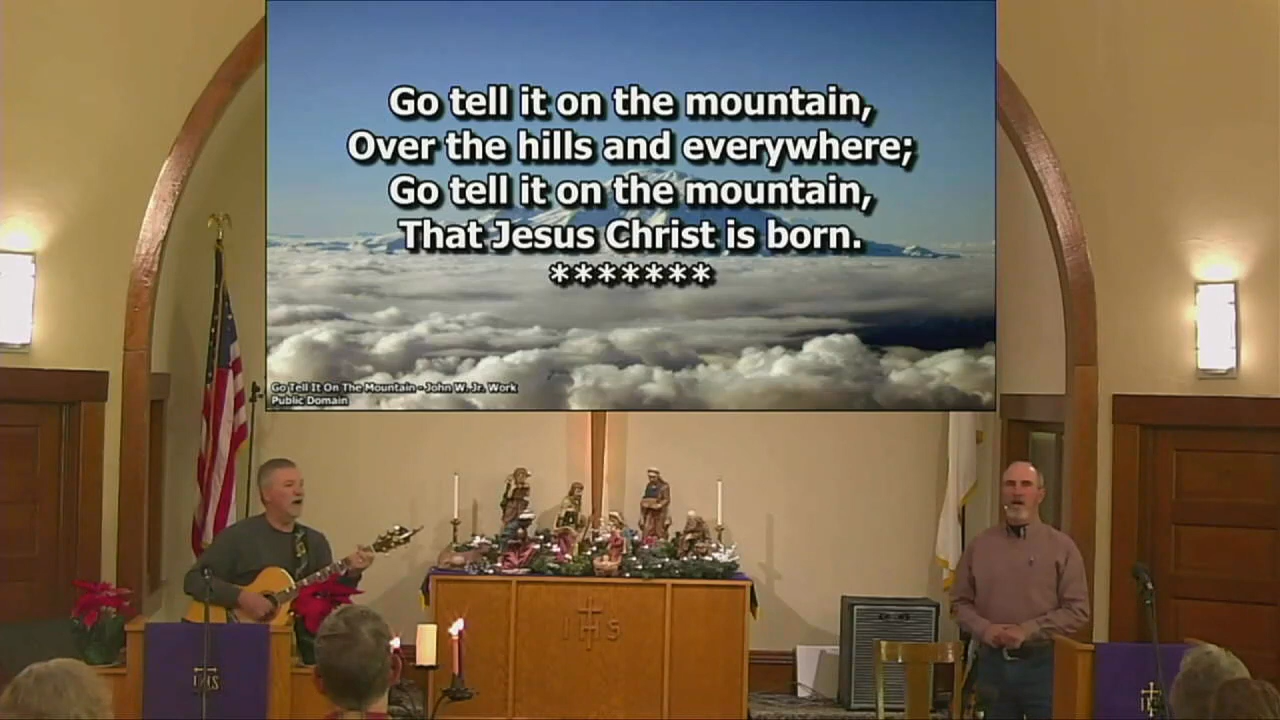 Go tell it on the mountain,
Over the hills and everywhere;
Go tell it on the mountain,
That Jesus Christ is born.
*******
Go Tell It On The Mountain - John W. Jr. Work
Public Domain
IHS
IHS